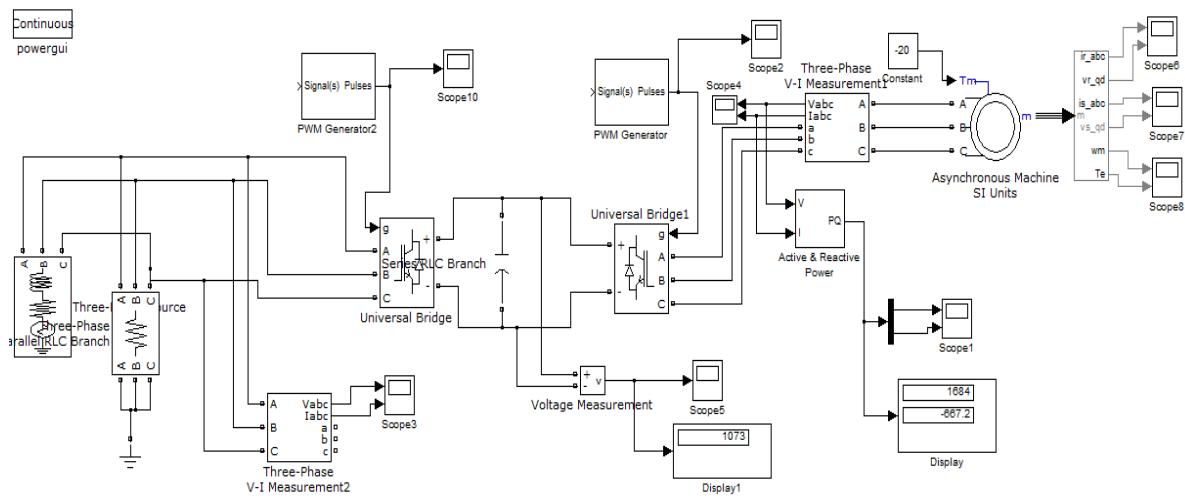 Continuous
powergui
Signal(s) Pulses
PWM Generator2
Scope10
Signal(s) Pulses
PWM Generator
Scope2
Scope4
Three-Phase
V-I Measurement1
Vabc
Iabc
a
b
c
A
B
C
-20
Constant
Tm
A
B
C
m
Asynchronous Machine
SI Units
m
ir_abc
vr_qd
is_abc
vs_qd
wm
Te
Scope6
Scope7
Scope8
A B C
Three-
urce
Three-Phase
arallel RLC Branch
A B C
A B C
g
A
B
C
+
-
Universal Bridge
Series RLC Branch
Universal Bridge1
+
-
g
A
B
C
V
I
PQ
Active & Reactive
Power
Scope1
1684
-667.2
Display
+
-
v
Voltage Measurement
Scope5
1073
Display1
A
B
C
Vabc
Iabc
a
b
c
Three-Phase
V-I Measurement2
Scope3